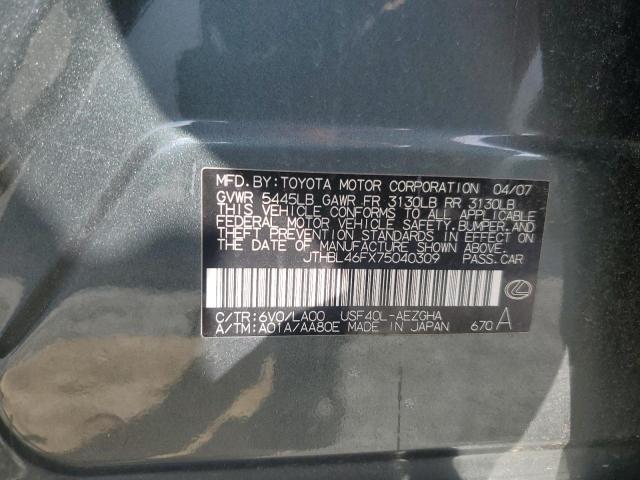 MFD.BY:TOYOTA MOTOR CORPORATION 04/07
GVWR 5445LB GAWR FR 3130LB RR 3130LB
THIS VEHICLE CONFORMS TO ALL APPLICABLE
FEDERAL MOTOR VEHICLE SAFETY,BUMPER,AND
THEFT PREVENTION STANDARDS IN EFFECT ON
THE DATE OF MANUFACTURE SHOWN ABOVE.
JTHBL46FX75040309 PASS.CAR
C/TR:6V0/LA00 USF40L-AEZGHA
A/TM:A01A/AA80E MADE IN JAPAN 670 A